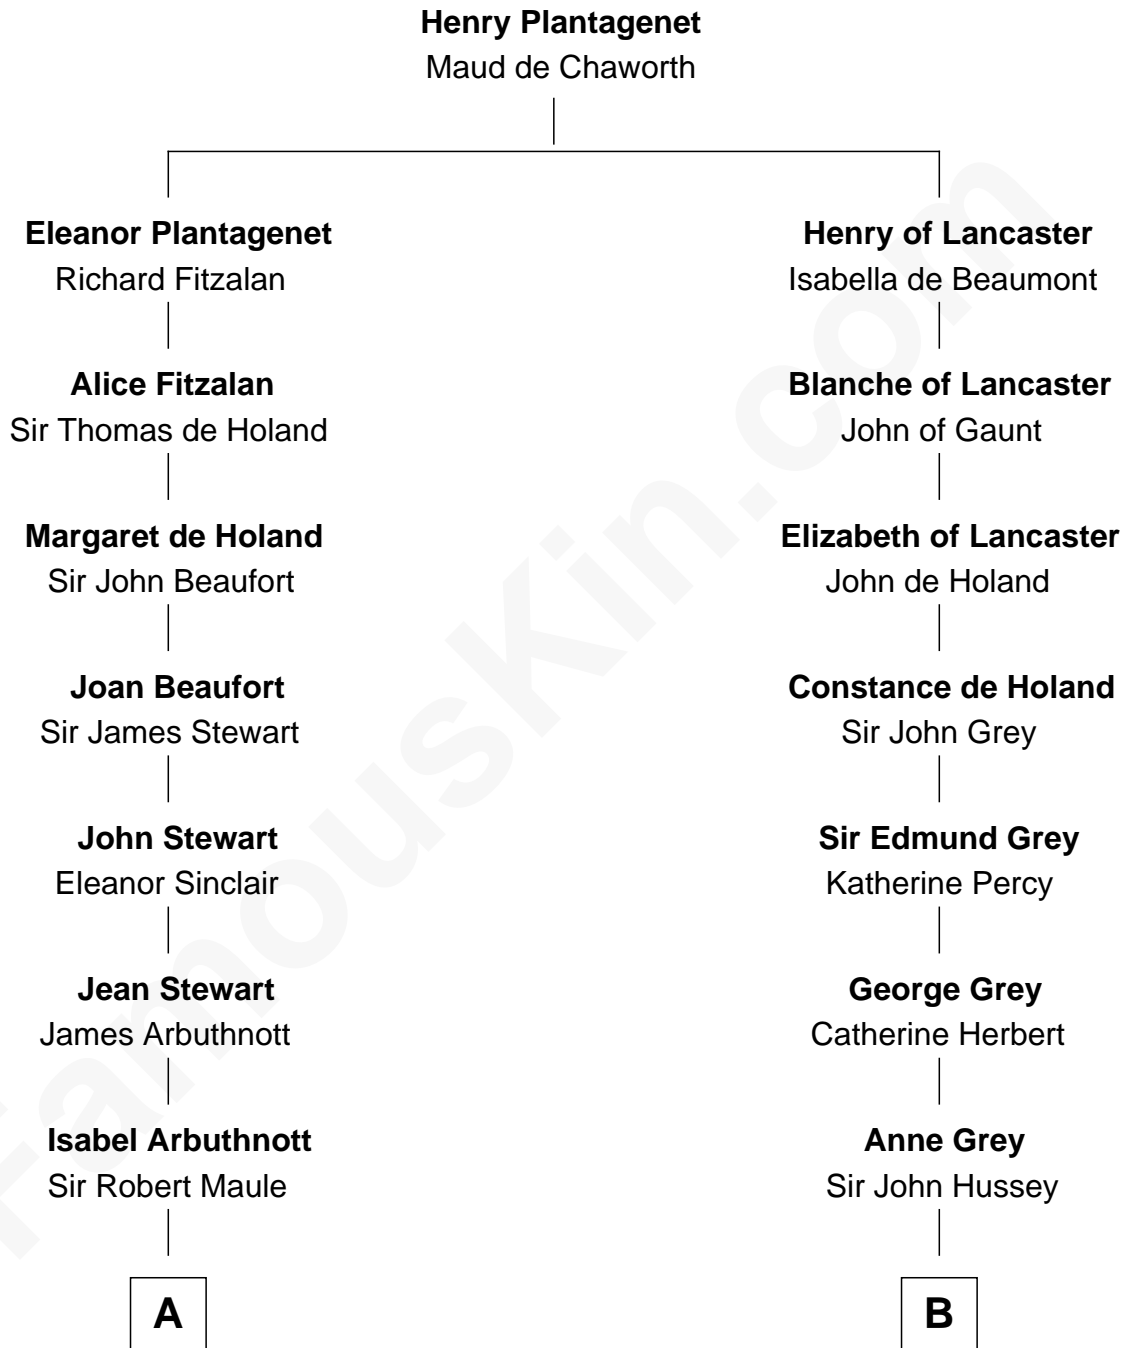 Henry Plantagenet
Maud de Chaworth
Eleanor Plantagenet
Richard Fitzalan
Henry of Lancaster
Isabella de Beaumont
Alice Fitzalan
Sir Thomas de Holand
Blanche of Lancaster
John of Gaunt
Margaret de Holand
Sir John Beaufort
Elizabeth of Lancaster
John de Holand
Joan Beaufort
Sir James Stewart
Constance de Holand
Sir John Grey
John Stewart
Eleanor Sinclair
Sir Edmund Grey
Katherine Percy
Jean Stewart
James Arbuthnott
George Grey
Catherine Herbert
Isabel Arbuthnott
Sir Robert Maule
Anne Grey
Sir John Hussey
A
B
FamousKin.com